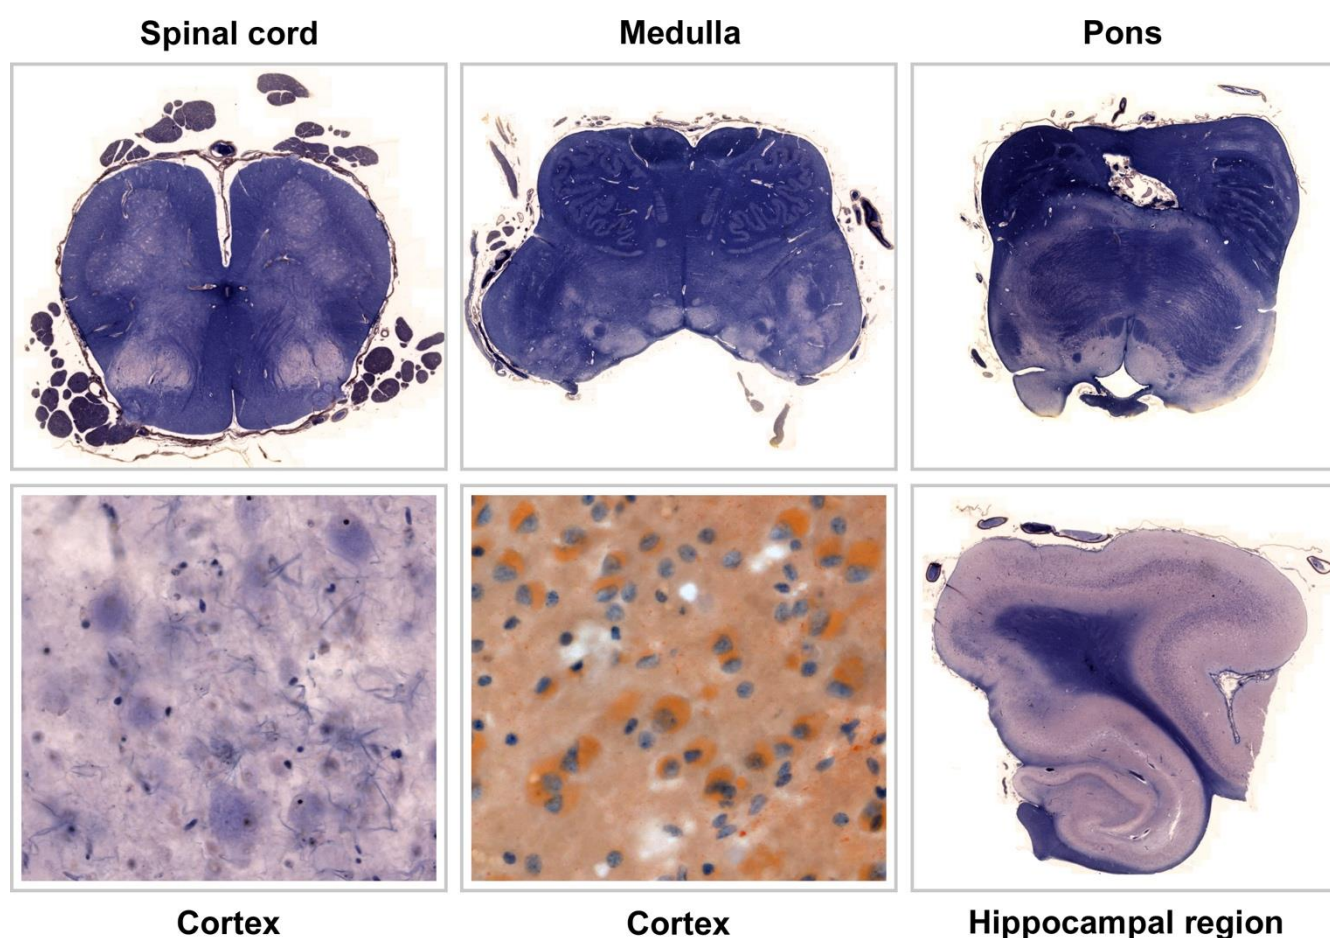 Spinal cord
Medulla
Pons
Cortex
Cortex
Hippocampal region